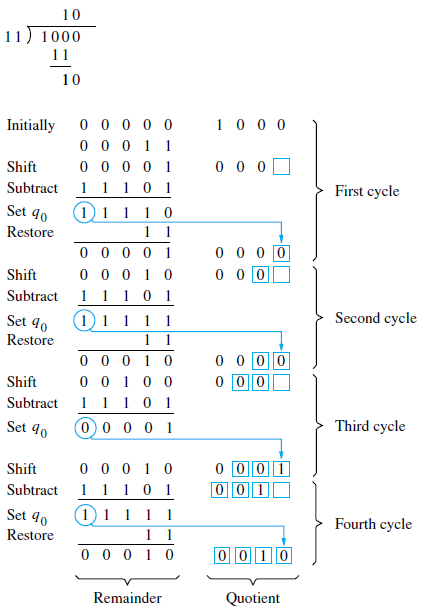 10
11) 1000
11
10
Initially 0 0 0 0 0 1 0 0 0
0 0 0 1 1
Shift 0 0 0 0 1 0 0 0
Subtract 1 1 1 0 1
First cycle
Set q0 1 1 1 1 0
Restore 1 1
0 0 0 0 1 0 0 0 0
Shift 0 0 0 1 0 0 0 0
Subtract 1 1 1 0 1
Second cycle
Set q0 1 1 1 1 1
Restore 1 1
0 0 0 1 0 0 0 0 0
Shift 0 0 1 0 0 0 0 0
Subtract 1 1 1 0 1
Set q0 0 0 0 0 1 Third cycle
Shift 0 0 0 1 0 0 0 0 1
Subtract 1 1 1 0 1 0 0 1
Set q0 1 1 1 1 1 Fourth cycle
Restore 1 1
0 0 0 1 0 0 0 1 0
Remainder Quotient